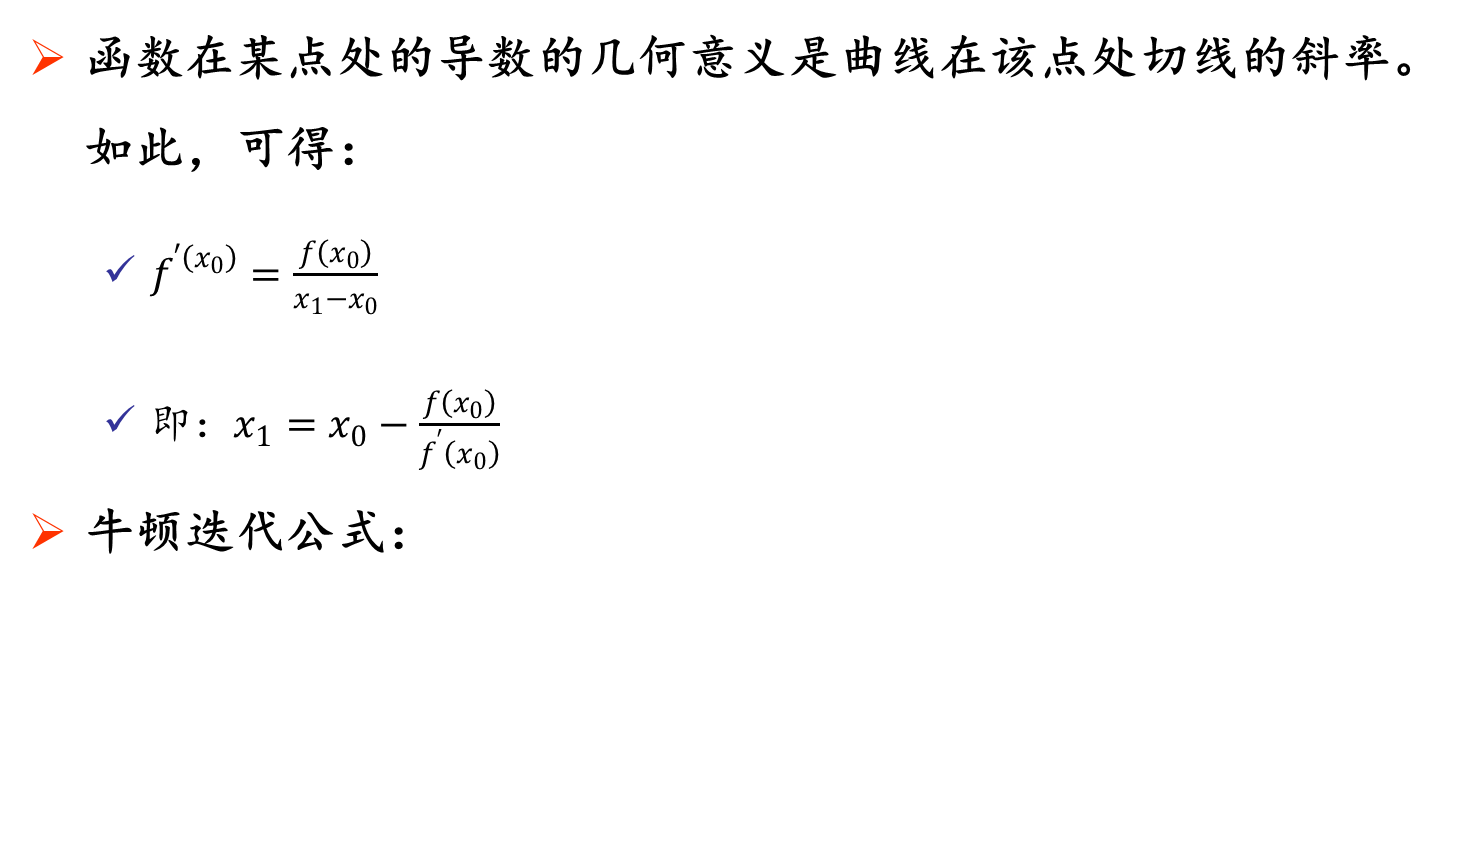 ➢ 函数在某点处的导数的几何意义是曲线在该点处切线的斜率。
如此，可得：
✓ f^{′(x₀)} = f(x₀)/(x₁−x₀)
✓ 即：x₁ = x₀ − f(x₀)/f′(x₀)
➢ 牛顿迭代公式：